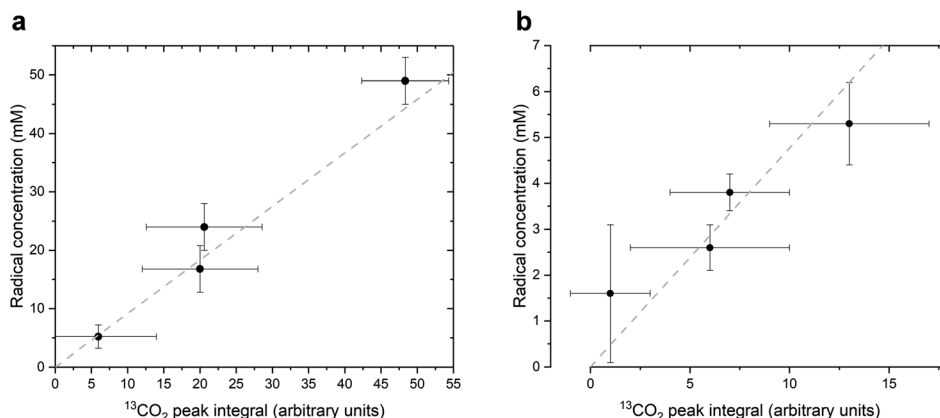 a
Radical concentration (mM)
50
40
30
20
10
0
0 5 10 15 20 25 30 35 40 45 50 55
¹³CO₂ peak integral (arbitrary units)
b
Radical concentration (mM)
7
6
5
4
3
2
1
0
0 5 10 15
¹³CO₂ peak integral (arbitrary units)